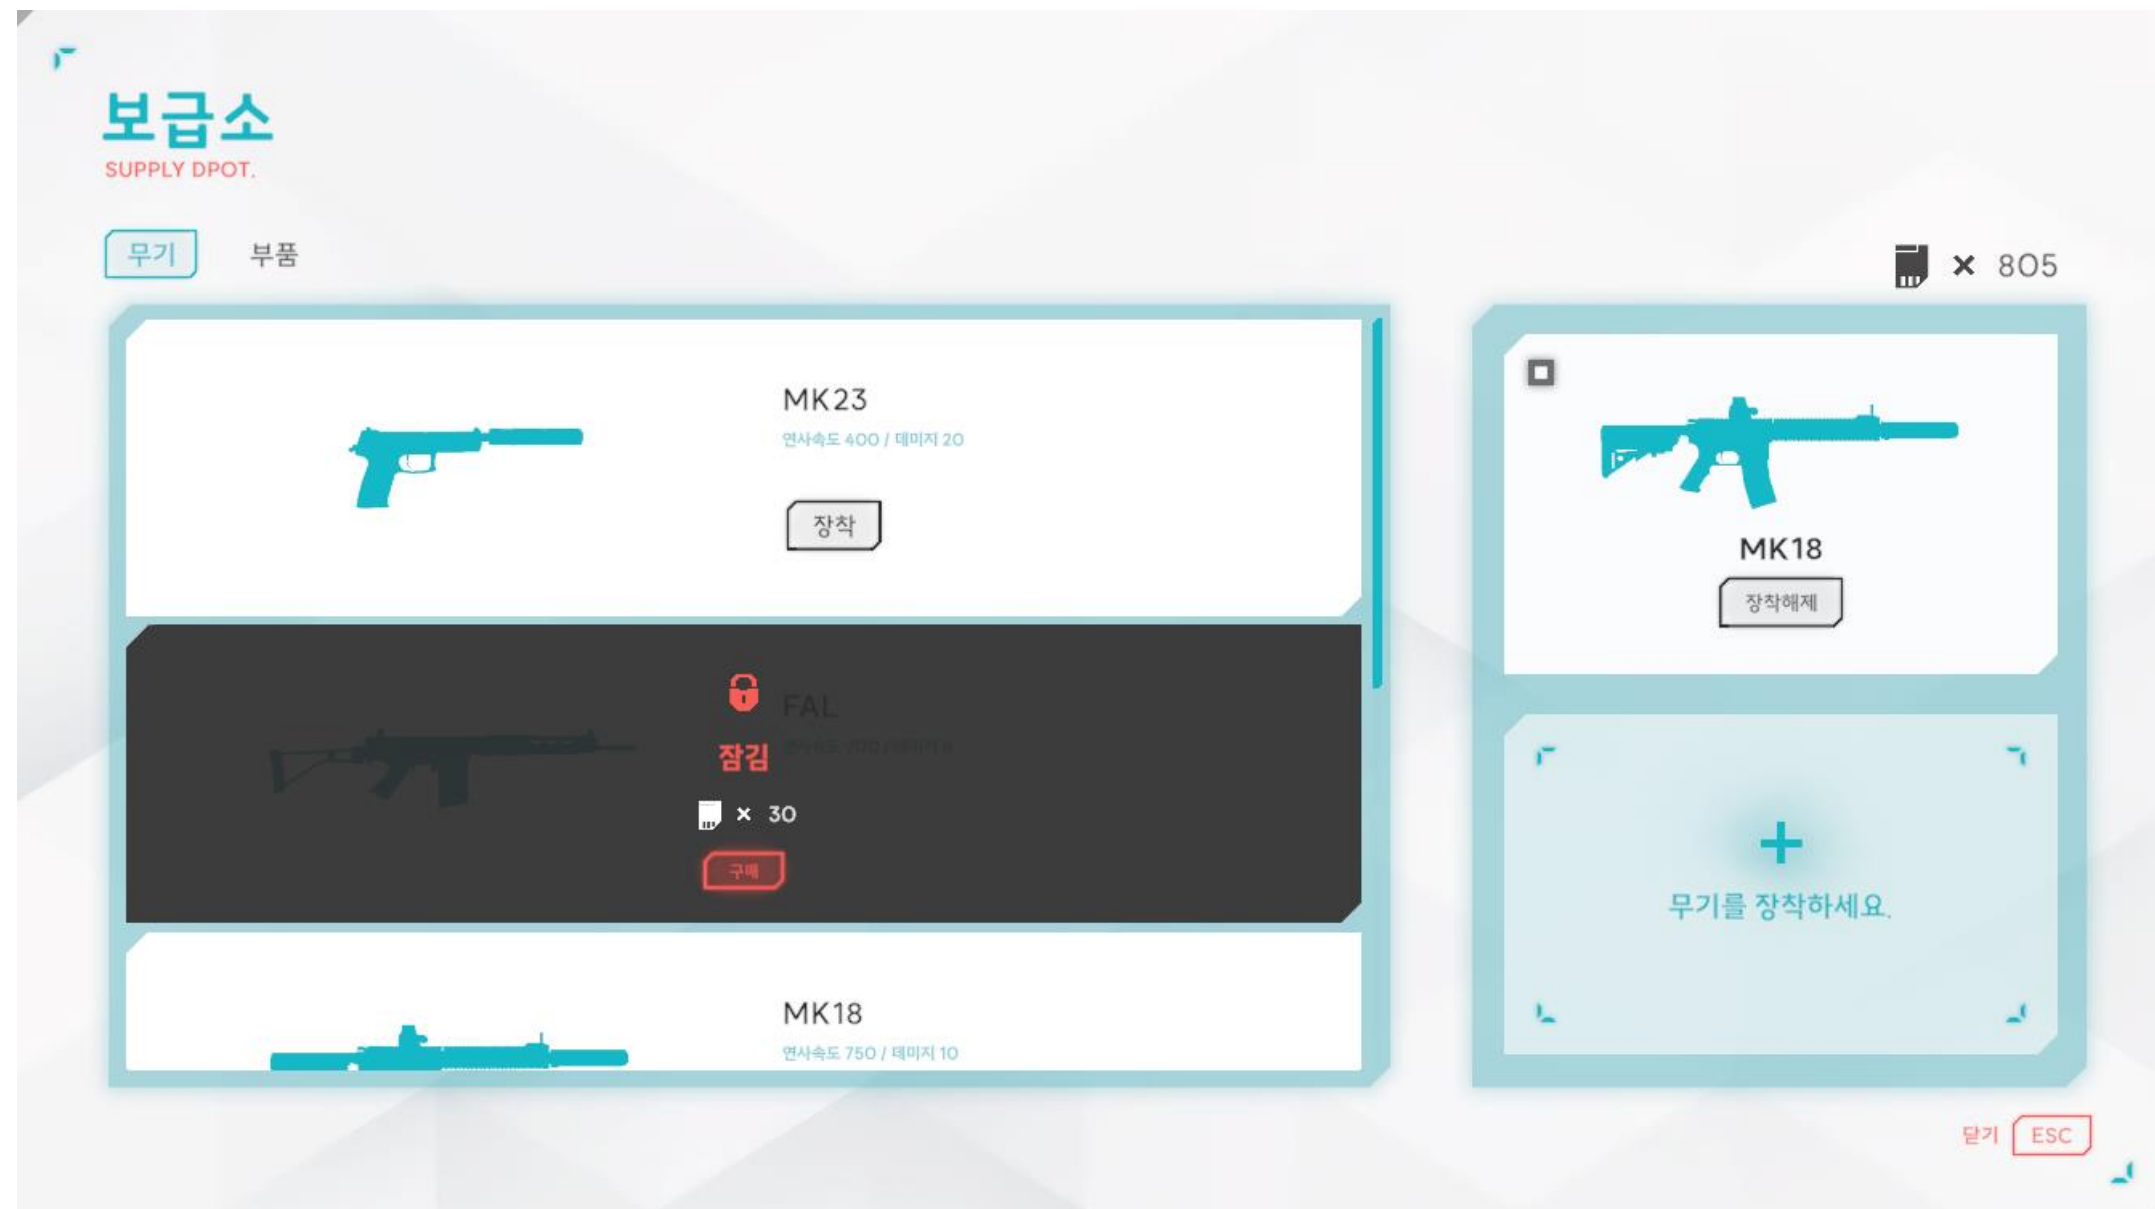 보급소
SUPPLY DPOT.
무기 부품
× 805
MK23
연사속도 400 / 데미지 20
장착
FAL
잠김
× 30
구매
MK18
연사속도 750 / 데미지 10
MK18
장착해제
무기를 장착하세요.
닫기 ESC